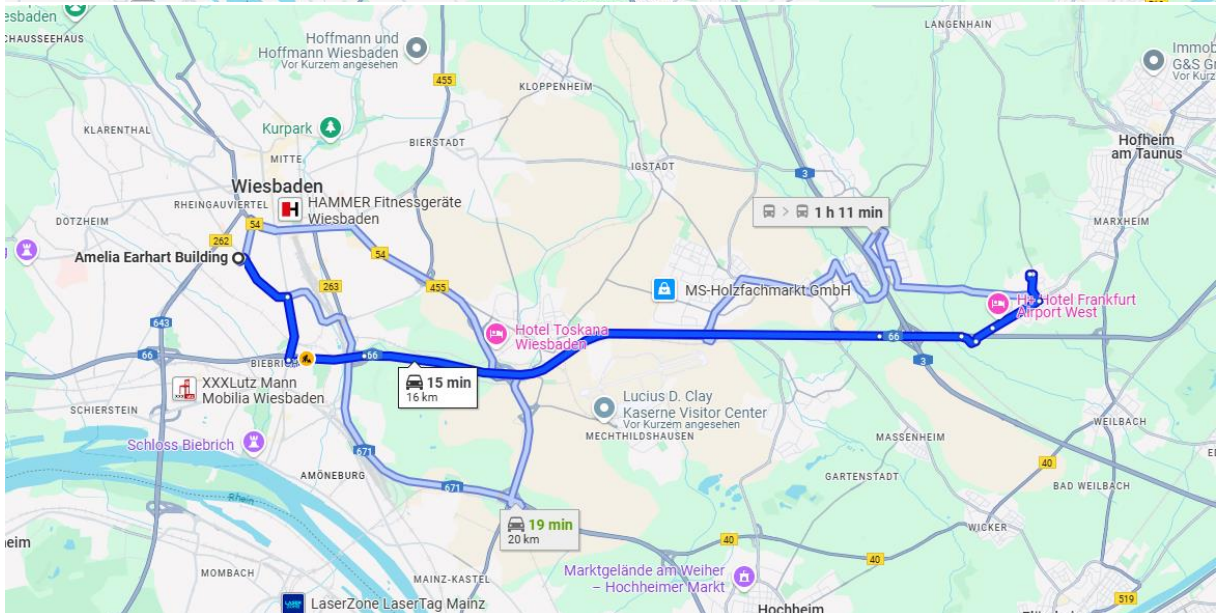 esbaden
CHAUSSEEHAUS
Hoffmann und
Hoffmann Wiesbaden
Vor Kurzem angesehen
455
KLOPPENHEIM
LANGENHAIN
Immob
G&S Gr
Vor Kurz
KLARENTHAL
Kurpark
MITTE
BIERSTADT
IGSTADT
3
Hofheim
am Taunus
Wiesbaden
RHEINGAUVIERTEL
HAMMER Fitnessgeräte
Wiesbaden
1 h 11 min
DOTZHEIM
54
262
MARXHEIM
Amelia Earhart Building
54
263
455
MS-Holzfachmarkt GmbH
H+ Hotel Frankfurt
Airport West
643
Hotel Toskana
Wiesbaden
66
66
BIEBRICH
66
3
15 min
16 km
XXXLutz Mann
Mobilia Wiesbaden
SCHIERSTEIN
Lucius D. Clay
Kaserne Visitor Center
Vor Kurzem angesehen
MECHTHILDSHAUSEN
MASSENHEIM
WEILBACH
Schloss Biebrich
AMÖNEBURG
671
671
40
GARTENSTADT
BAD WEILBACH
Rhein
19 min
20 km
WICKER
eim
40
40
MOMBACH
MAINZ-KASTEL
Marktgelände am Weiher
– Hochheimer Markt
519
LaserZone LaserTag Mainz
Hochheim